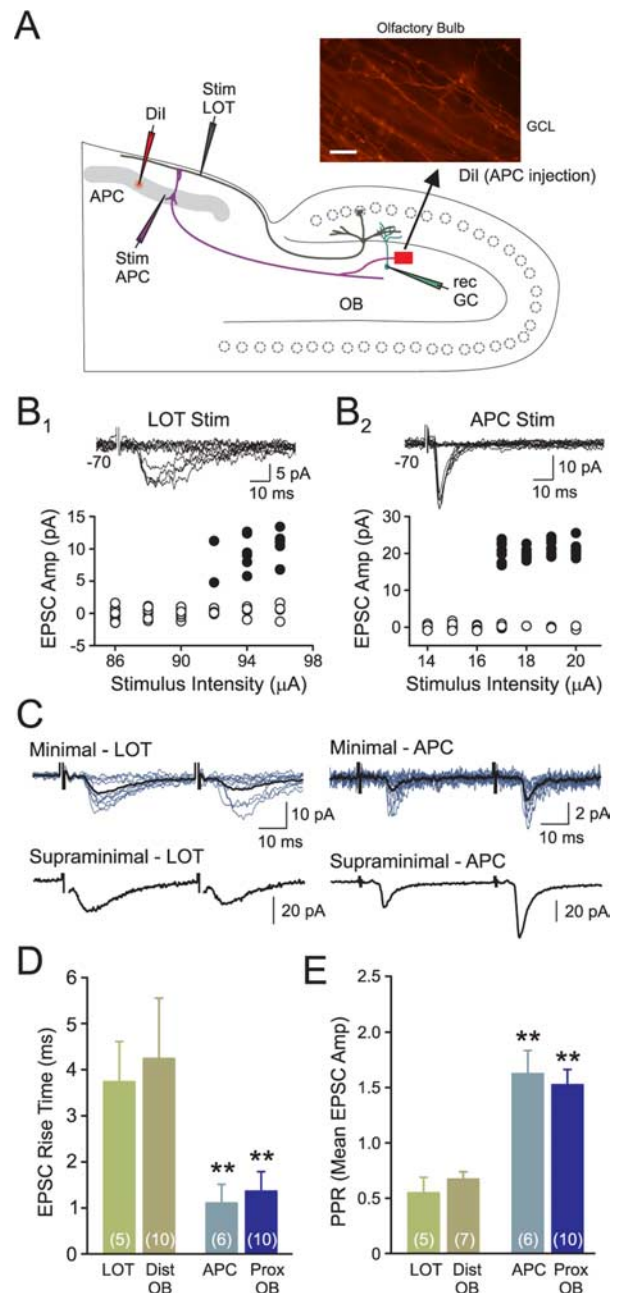 A
Olfactory Bulb
GCL
DiI (APC injection)
Stim
LOT
DiI
APC
Stim
APC
OB
rec
GC
B1
LOT Stim
-70
5 pA
10 ms
EPSC Amp (pA)
15
10
5
0
-5
86
90
94
98
Stimulus Intensity (μA)
B2
APC Stim
-70
10 pA
10 ms
EPSC Amp (pA)
30
20
10
0
14
16
18
20
Stimulus Intensity (μA)
C
Minimal - LOT
10 pA
10 ms
Minimal - APC
2 pA
10 ms
Supraminimal - LOT
20 pA
Supraminimal - APC
20 pA
D
EPSC Rise Time (ms)
6
5
4
3
2
1
0
** **
(5) (10) (6) (10)
LOT Dist OB APC Prox OB
E
PPR (Mean EPSC Amp)
2.5
2.0
1.5
1.0
0.5
0
** **
(5) (7) (6) (10)
LOT Dist OB APC Prox OB